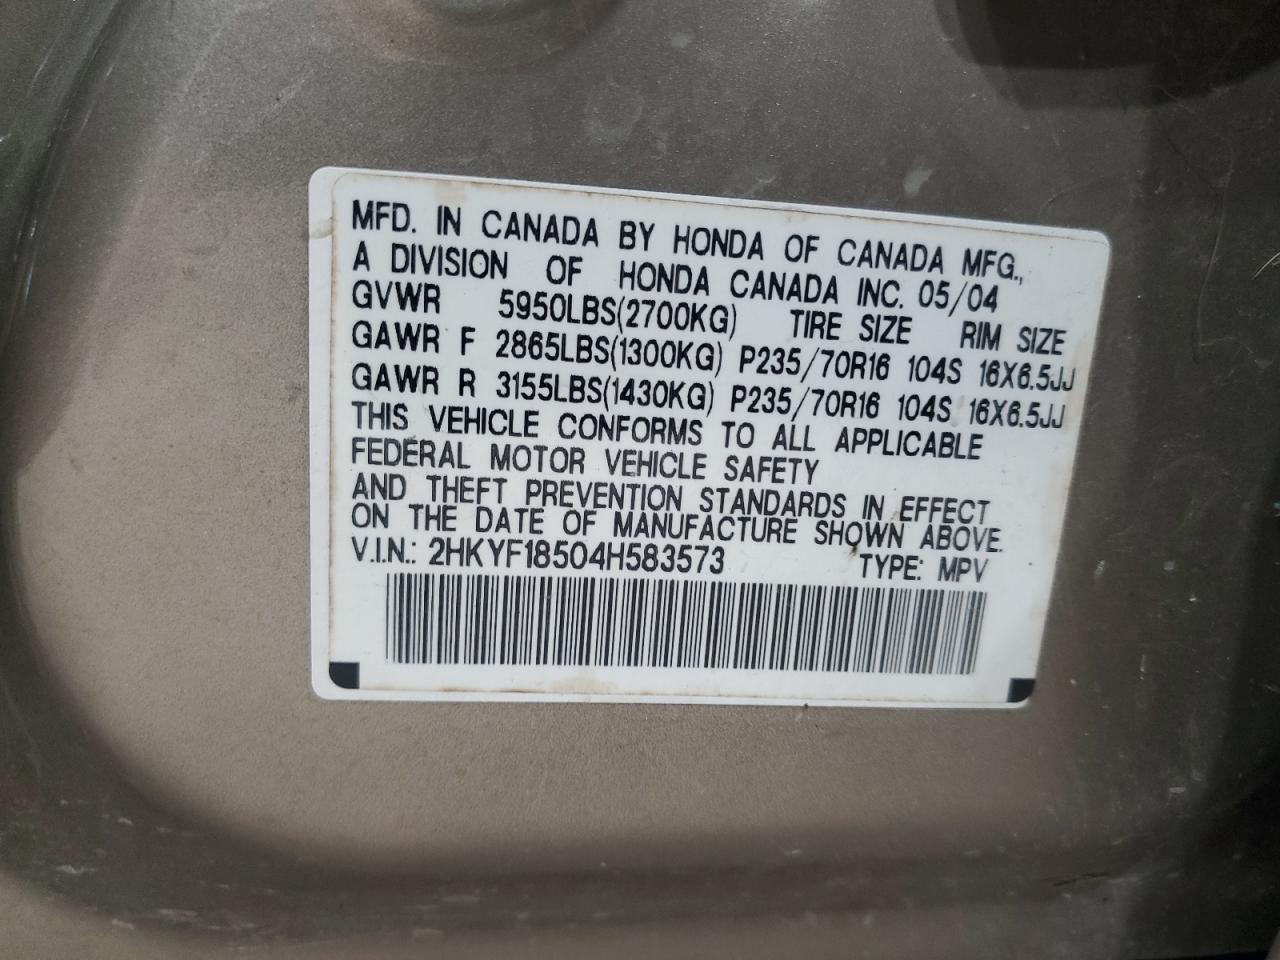 MFD. IN CANADA BY HONDA OF CANADA MFG.,
A DIVISION OF HONDA CANADA INC. 05/04
GVWR 5950LBS(2700KG) TIRE SIZE RIM SIZE
GAWR F 2865LBS(1300KG) P235/70R16 104S 16X6.5JJ
GAWR R 3155LBS(1430KG) P235/70R16 104S 16X6.5JJ
THIS VEHICLE CONFORMS TO ALL APPLICABLE
FEDERAL MOTOR VEHICLE SAFETY
AND THEFT PREVENTION STANDARDS IN EFFECT
ON THE DATE OF MANUFACTURE SHOWN ABOVE.
V.I.N.: 2HKYF18504H583573 TYPE: MPV